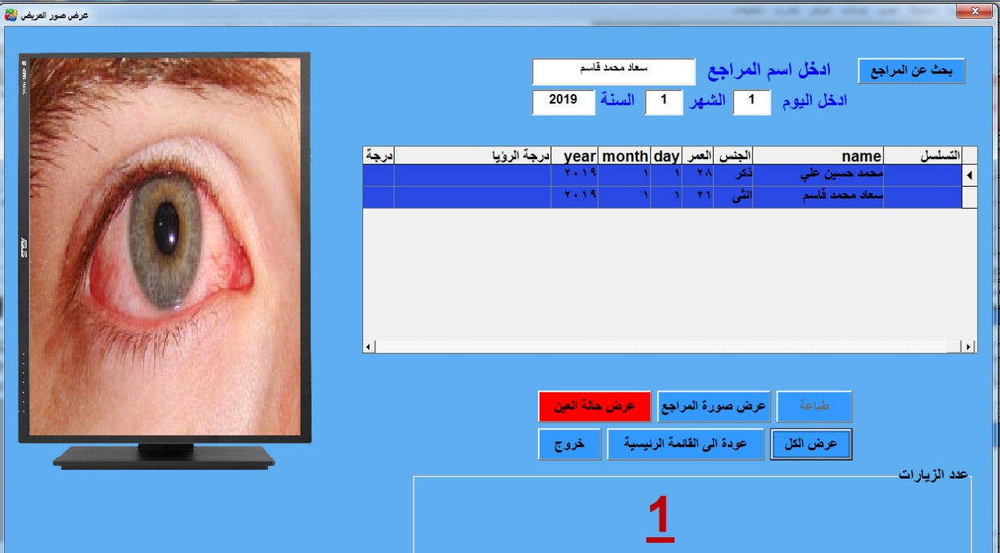 عرض صور المريض
بحث عن المراجع
ادخل اسم المراجع
سعاد محمد قاسم
ادخل اليوم 1 الشهر 1 السنة 2019
التسلسل name الجنس العمر day month year درجة الرؤيا درجة
محمد حسين علي ذكر ٢٨ ١ ١ ٢٠١٩
سعاد محمد قاسم انثى ٢١ ١ ١ ٢٠١٩
طباعة عرض صورة المراجع عرض حالة العين
عرض الكل عودة الى القائمة الرئيسية خروج
عدد الزيارات
1